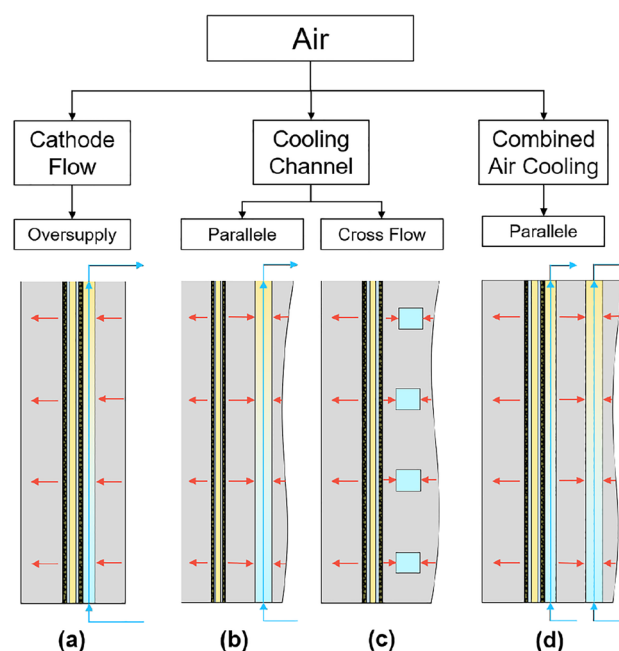 Air
Cathode
Flow
Cooling
Channel
Combined
Air Cooling
Oversupply
Parallele
Cross Flow
Parallele
(a)
(b)
(c)
(d)